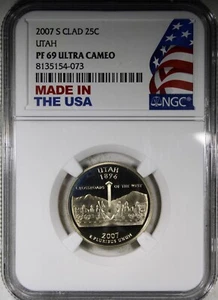 2007 S CLAD 25C
UTAH
PF 69 ULTRA CAMEO
8135154-073
MADE IN
THE USA
NGC
UTAH
1896
CROSSROADS OF THE WEST
2007
E PLURIBUS UNUM